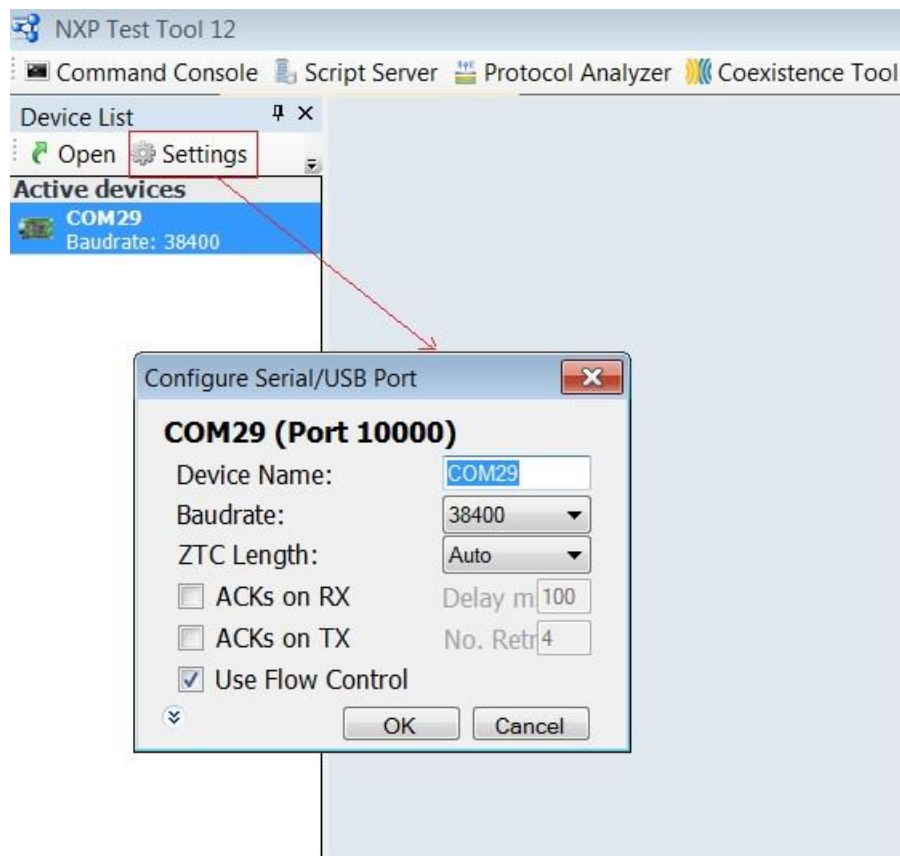 NXP Test Tool 12
Command Console Script Server Protocol Analyzer Coexistence Tool
Device List
Open Settings
Active devices
COM29
Baudrate: 38400
Configure Serial/USB Port
COM29 (Port 10000)
Device Name: COM29
Baudrate: 38400
ZTC Length: Auto
ACKs on RX Delay m 100
ACKs on TX No. Retr 4
Use Flow Control
OK Cancel